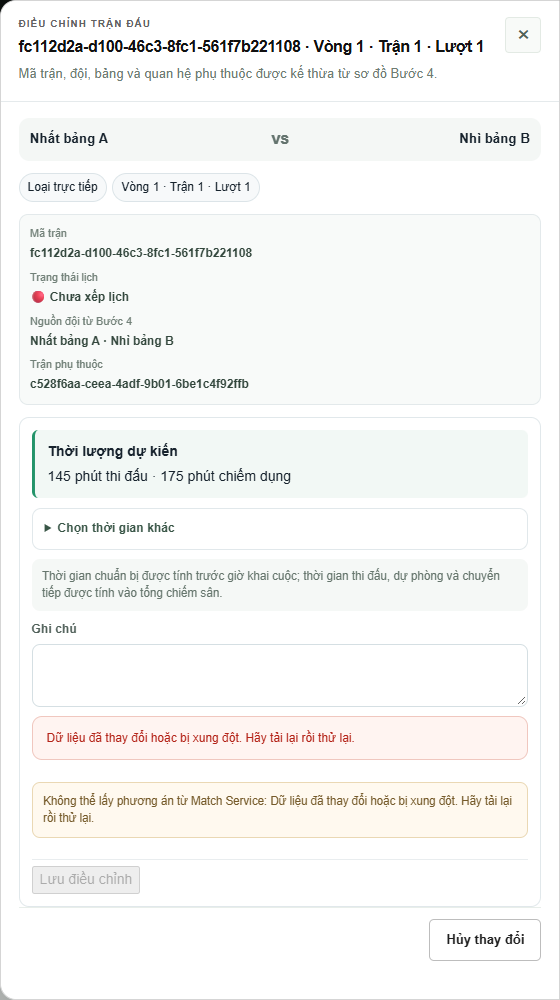 ĐIỀU CHỈNH TRẬN ĐẤU
fc112d2a-d100-46c3-8fc1-561f7b221108 · Vòng 1 · Trận 1 · Lượt 1
Mã trận, đội, bảng và quan hệ phụ thuộc được kế thừa từ sơ đồ Bước 4.
Nhất bảng A
VS
Nhì bảng B
Loại trực tiếp
Vòng 1 · Trận 1 · Lượt 1
Mã trận
fc112d2a-d100-46c3-8fc1-561f7b221108
Trạng thái lịch
Chưa xếp lịch
Nguồn đội từ Bước 4
Nhất bảng A · Nhì bảng B
Trận phụ thuộc
c528f6aa-ceea-4adf-9b01-6be1c4f92ffb
Thời lượng dự kiến
145 phút thi đấu · 175 phút chiếm dụng
Chọn thời gian khác
Thời gian chuẩn bị được tính trước giờ khai cuộc; thời gian thi đấu, dự phòng và chuyển
tiếp được tính vào tổng chiếm sân.
Ghi chú
Dữ liệu đã thay đổi hoặc bị xung đột. Hãy tải lại rồi thử lại.
Không thể lấy phương án từ Match Service: Dữ liệu đã thay đổi hoặc bị xung đột. Hãy tải lại
rồi thử lại.
Lưu điều chỉnh
Hủy thay đổi